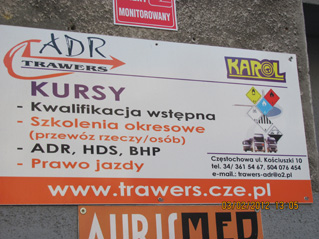 MONITOROWANY
ADR
TRAWERS
KAROL
KURSY
- Kwalifikacja wstępna
- Szkolenia okresowe
(przewóz rzeczy/osób)
- ADR, HDS, BHP
- Prawo jazdy
Częstochowa ul. Kościuszki 10
tel. 34/ 361 54 67, 504 076 454
e-mail.: trawers-adr@o2.pl
www.trawers.cze.pl
AURISMED
03/02/2012 13:05